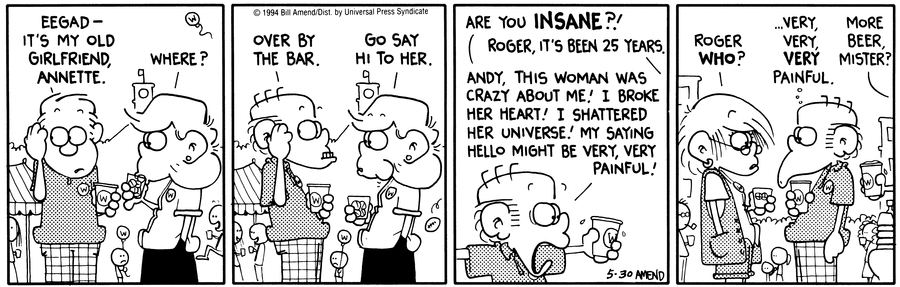 EEGAD—
IT'S MY OLD
GIRLFRIEND,
ANNETTE.
WHERE?
W
W
W
W
© 1994 Bill Amend/Dist. by Universal Press Syndicate
OVER BY
THE BAR.
GO SAY
HI TO HER.
W
W
ARE YOU INSANE?!
ROGER, IT'S BEEN 25 YEARS.
ANDY, THIS WOMAN WAS
CRAZY ABOUT ME! I BROKE
HER HEART! I SHATTERED
HER UNIVERSE! MY SAYING
HELLO MIGHT BE VERY, VERY
PAINFUL!
W
5-30 AMEND
ROGER
WHO?
...VERY,
VERY,
VERY
PAINFUL.
MORE
BEER,
MISTER?
W
W